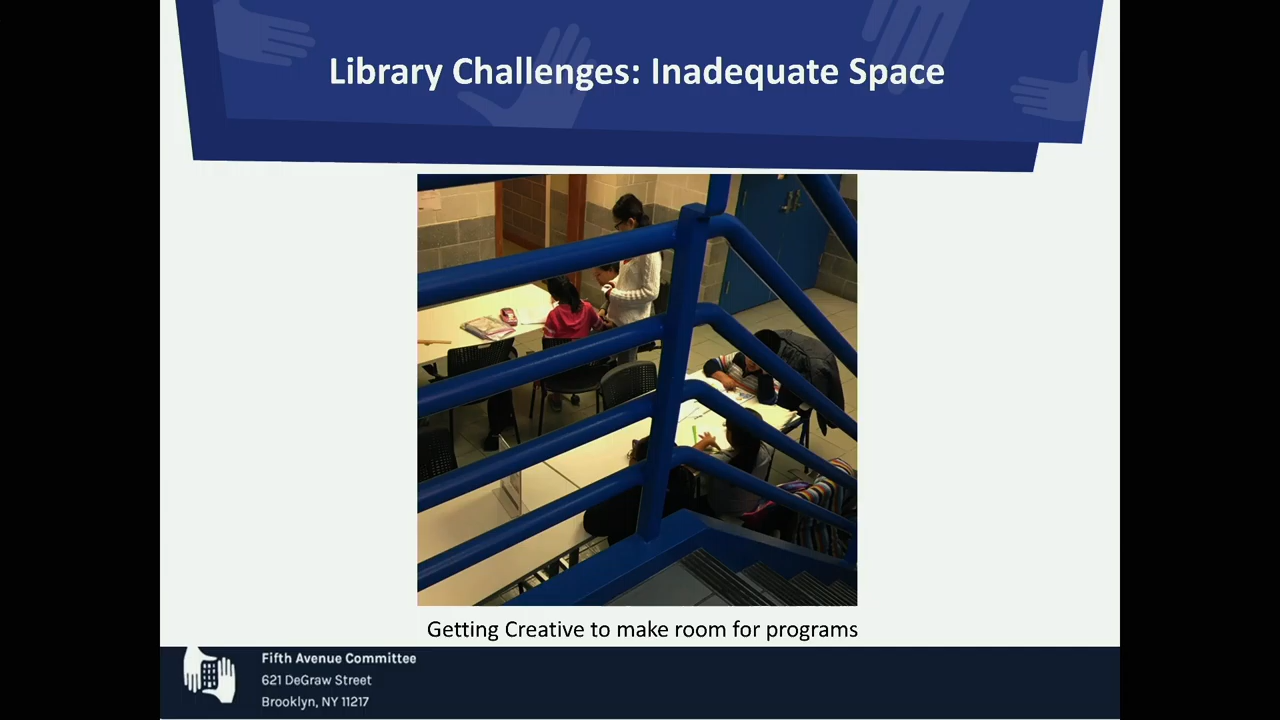 Library Challenges: Inadequate Space
Getting Creative to make room for programs
Fifth Avenue Committee
621 DeGraw Street
Brooklyn, NY 11217